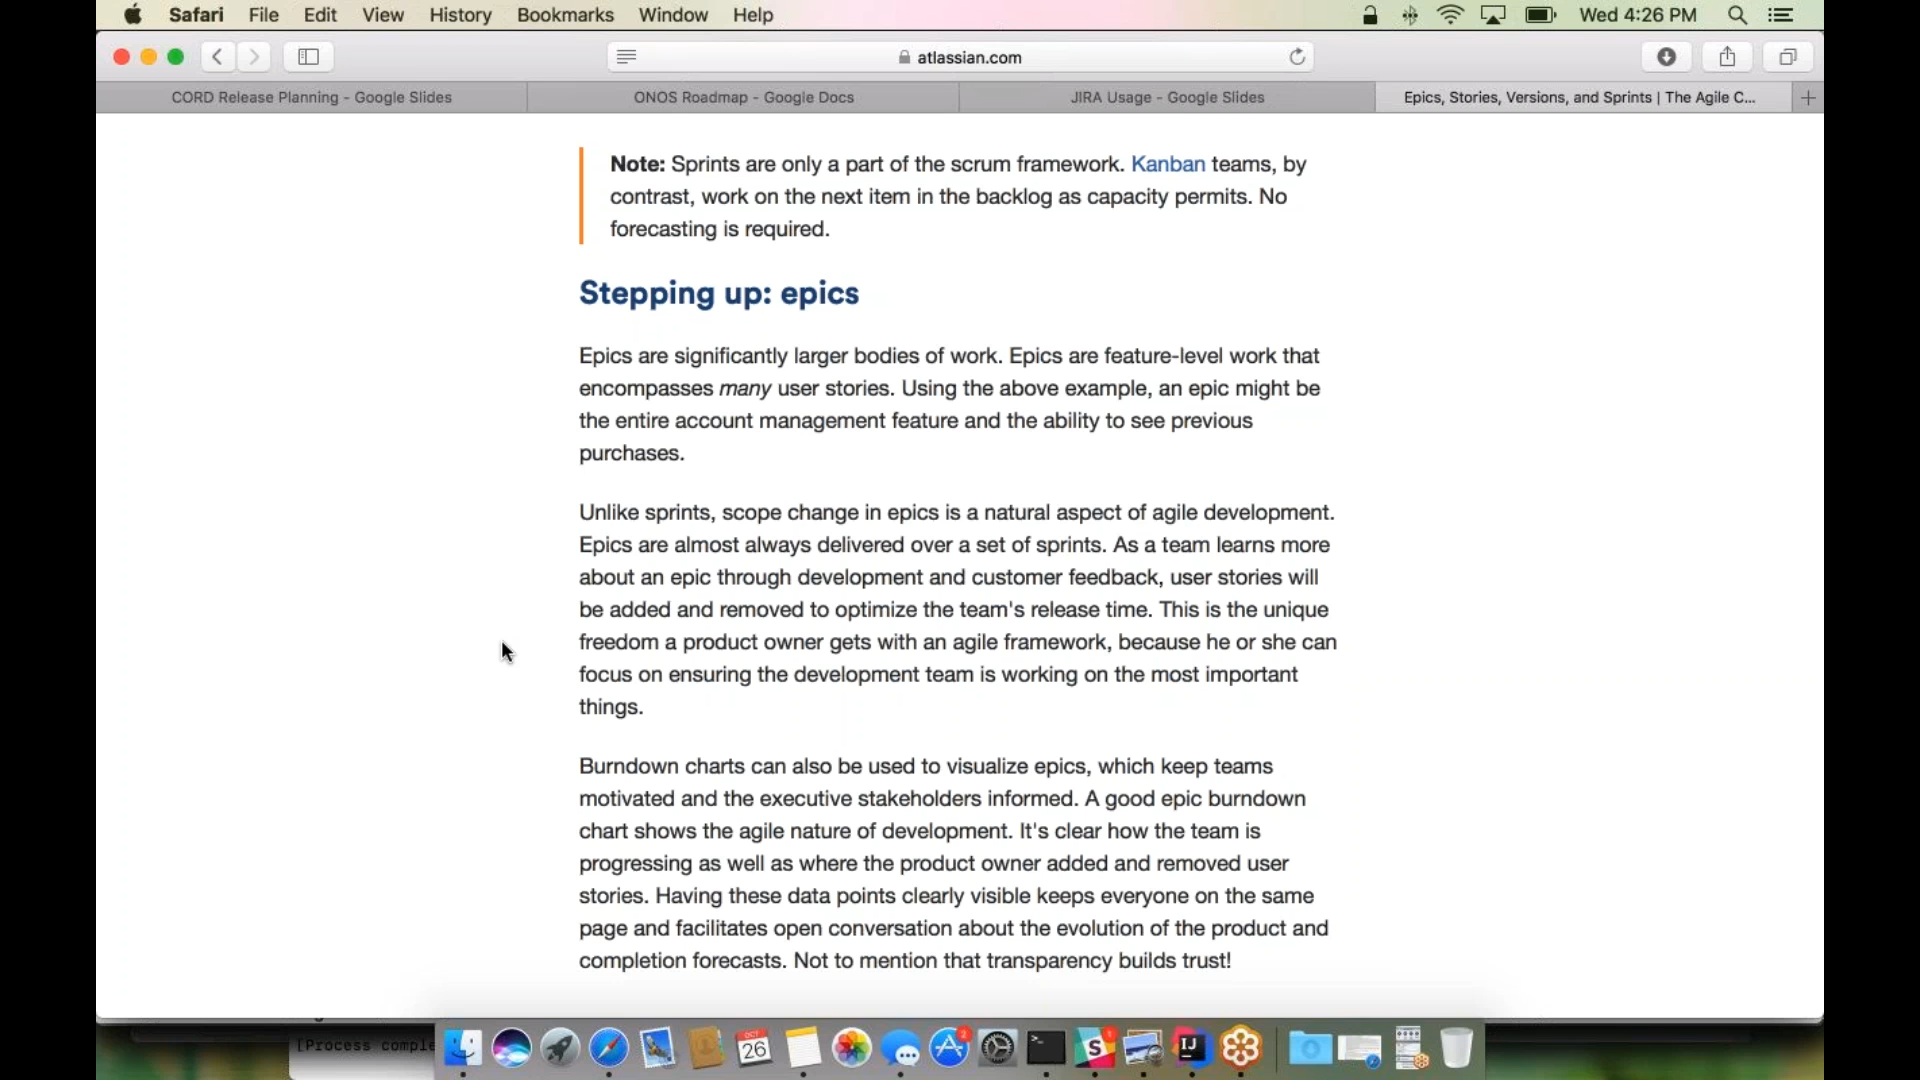 Safari File Edit View History Bookmarks Window Help Wed 4:26 PM
atlassian.com
CORD Release Planning - Google Slides ONOS Roadmap - Google Docs JIRA Usage - Google Slides Epics, Stories, Versions, and Sprints | The Agile C...
Note: Sprints are only a part of the scrum framework. Kanban teams, by
contrast, work on the next item in the backlog as capacity permits. No
forecasting is required.
Stepping up: epics
Epics are significantly larger bodies of work. Epics are feature-level work that
encompasses many user stories. Using the above example, an epic might be
the entire account management feature and the ability to see previous
purchases.
Unlike sprints, scope change in epics is a natural aspect of agile development.
Epics are almost always delivered over a set of sprints. As a team learns more
about an epic through development and customer feedback, user stories will
be added and removed to optimize the team's release time. This is the unique
freedom a product owner gets with an agile framework, because he or she can
focus on ensuring the development team is working on the most important
things.
Burndown charts can also be used to visualize epics, which keep teams
motivated and the executive stakeholders informed. A good epic burndown
chart shows the agile nature of development. It's clear how the team is
progressing as well as where the product owner added and removed user
stories. Having these data points clearly visible keeps everyone on the same
page and facilitates open conversation about the evolution of the product and
completion forecasts. Not to mention that transparency builds trust!
[Process comple
OCT
26
2
S
1
IJ